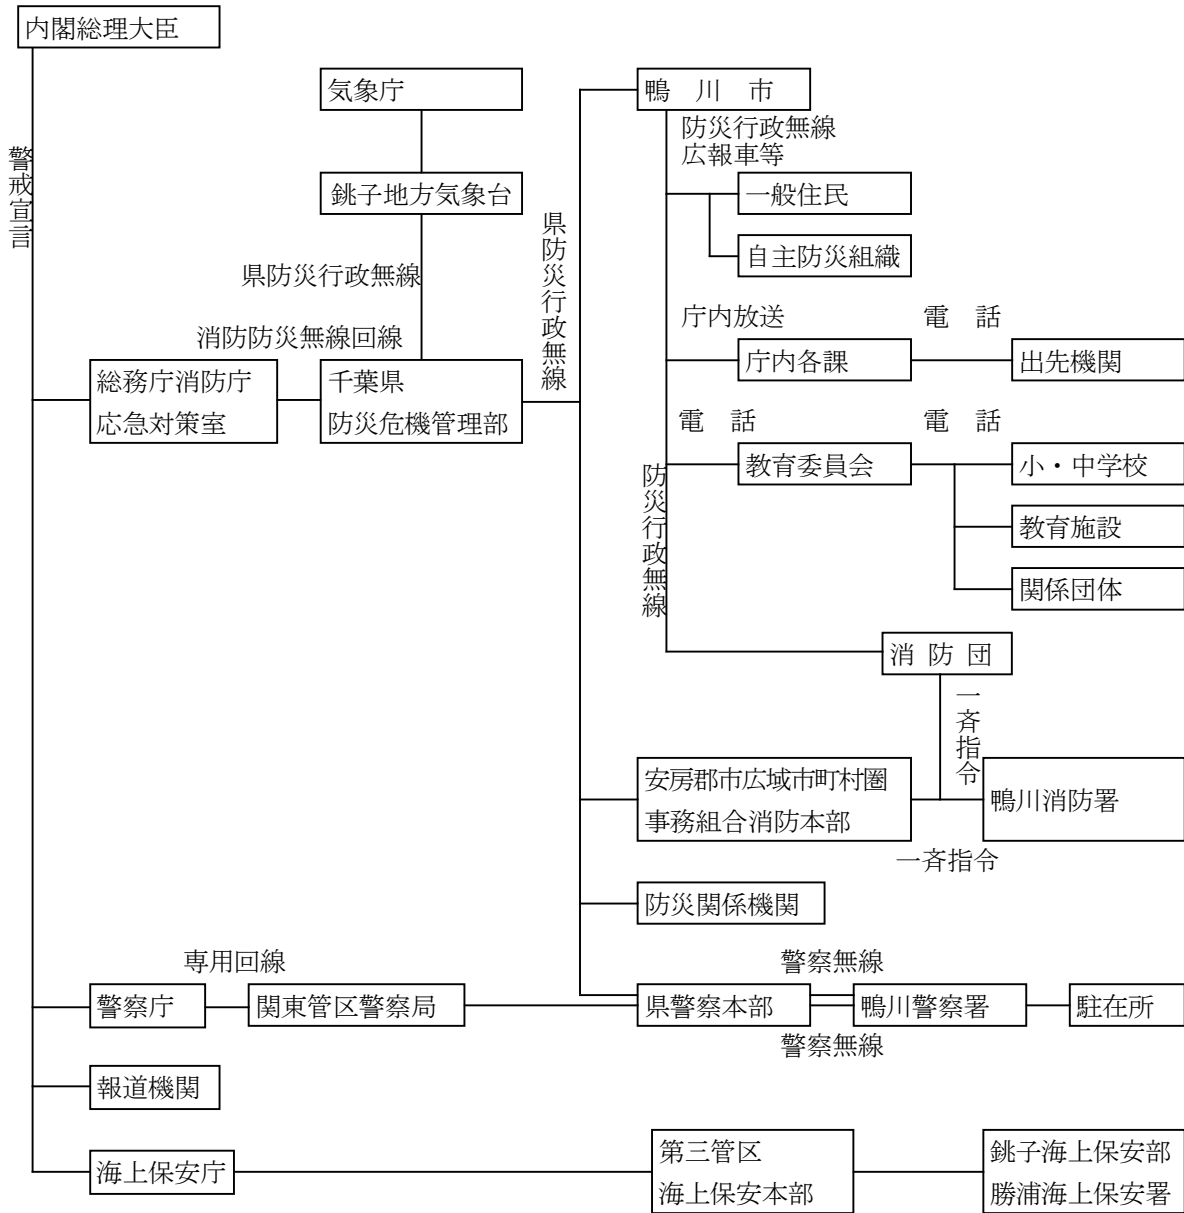 内閣総理大臣
警戒宣言
気象庁
銚子地方気象台
県防災行政無線
消防防災無線回線
総務庁消防庁
応急対策室
千葉県
防災危機管理部
県防災行政無線
鴨 川 市
防災行政無線
広報車等
一般住民
自主防災組織
庁内放送
電 話
庁内各課
出先機関
電 話
電 話
教育委員会
小・中学校
教育施設
関係団体
防災行政無線
消 防 団
一斉指令
安房郡市広域市町村圏
事務組合消防本部
鴨川消防署
一斉指令
防災関係機関
専用回線
警察無線
警察庁
関東管区警察局
県警察本部
鴨川警察署
駐在所
警察無線
報道機関
海上保安庁
第三管区
海上保安本部
銚子海上保安部
勝浦海上保安署